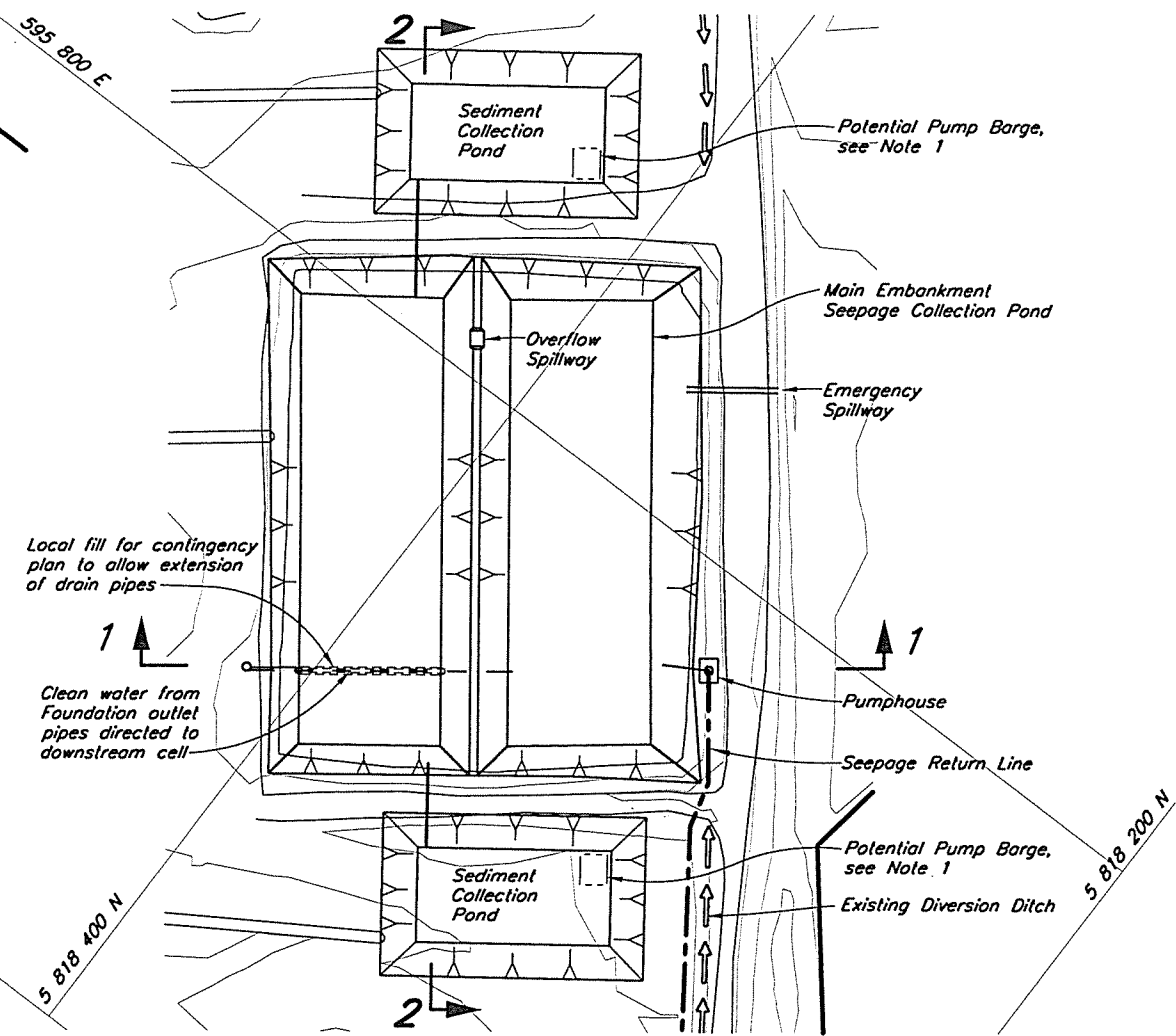 595 800 E
2
Sediment
Collection
Pond
Potential Pump Barge,
see Note 1
Main Embankment
Seepage Collection Pond
Overflow
Spillway
Emergency
Spillway
Local fill for contingency
plan to allow extension
of drain pipes
1
1
Clean water from
Foundation outlet
pipes directed to
downstream cell
Pumphouse
Seepage Return Line
Potential Pump Barge,
see Note 1
Sediment
Collection
Pond
Existing Diversion Ditch
5 818 200 N
5 818 400 N
2